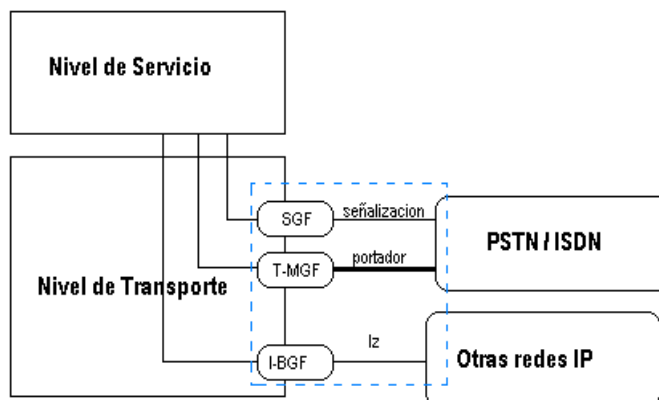 Nivel de Servicio
SGF
señalizacion
PSTN / ISDN
T-MGF
portador
Nivel de Transporte
I-BGF
Iz
Otras redes IP